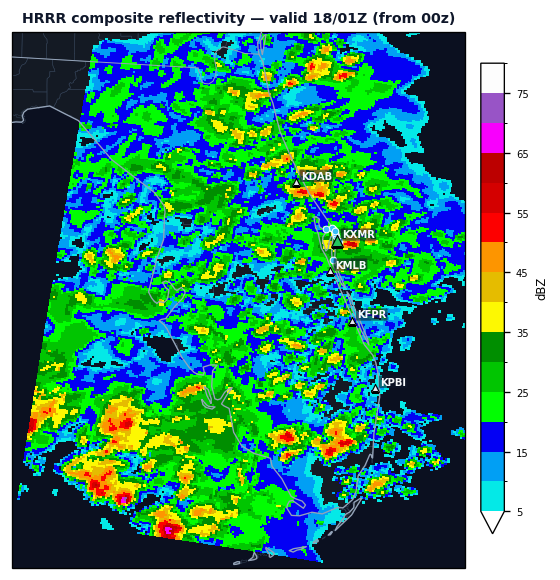 HRRR composite reflectivity — valid 18/01Z (from 00z)
KDAB
KXMR
KMLB
KFPR
KPBI
75
65
55
45
35
25
15
5
dBZ